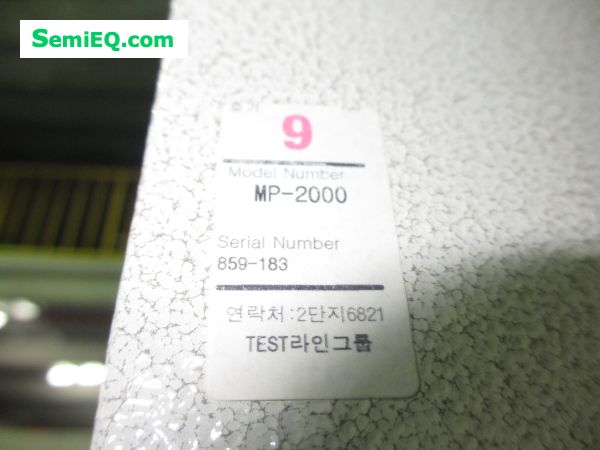 SemiEQ.com
9
Model Number
MP-2000
Serial Number
859-183
연락처:2단지6821
TEST라인그룹